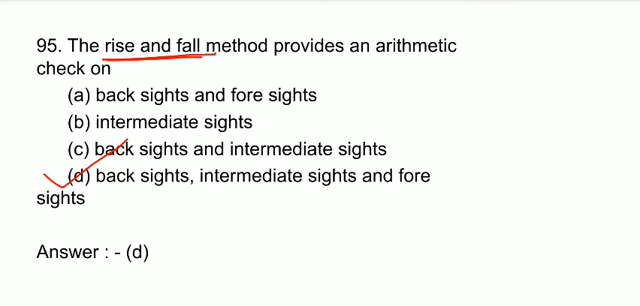 95. The rise and fall method provides an arithmetic
check on
(a) back sights and fore sights
(b) intermediate sights
(c) back sights and intermediate sights
(d) back sights, intermediate sights and fore
sights
Answer : - (d)